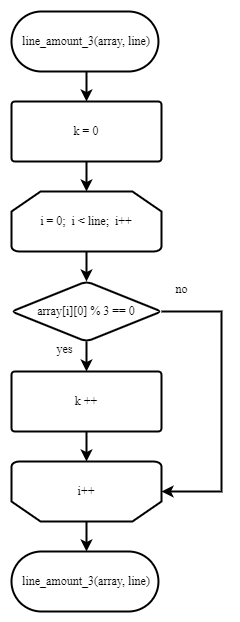 line_amount_3(array, line)
k = 0
i = 0;  i < line;  i++
no
array[i][0] % 3 == 0
yes
k ++
i++
line_amount_3(array, line)